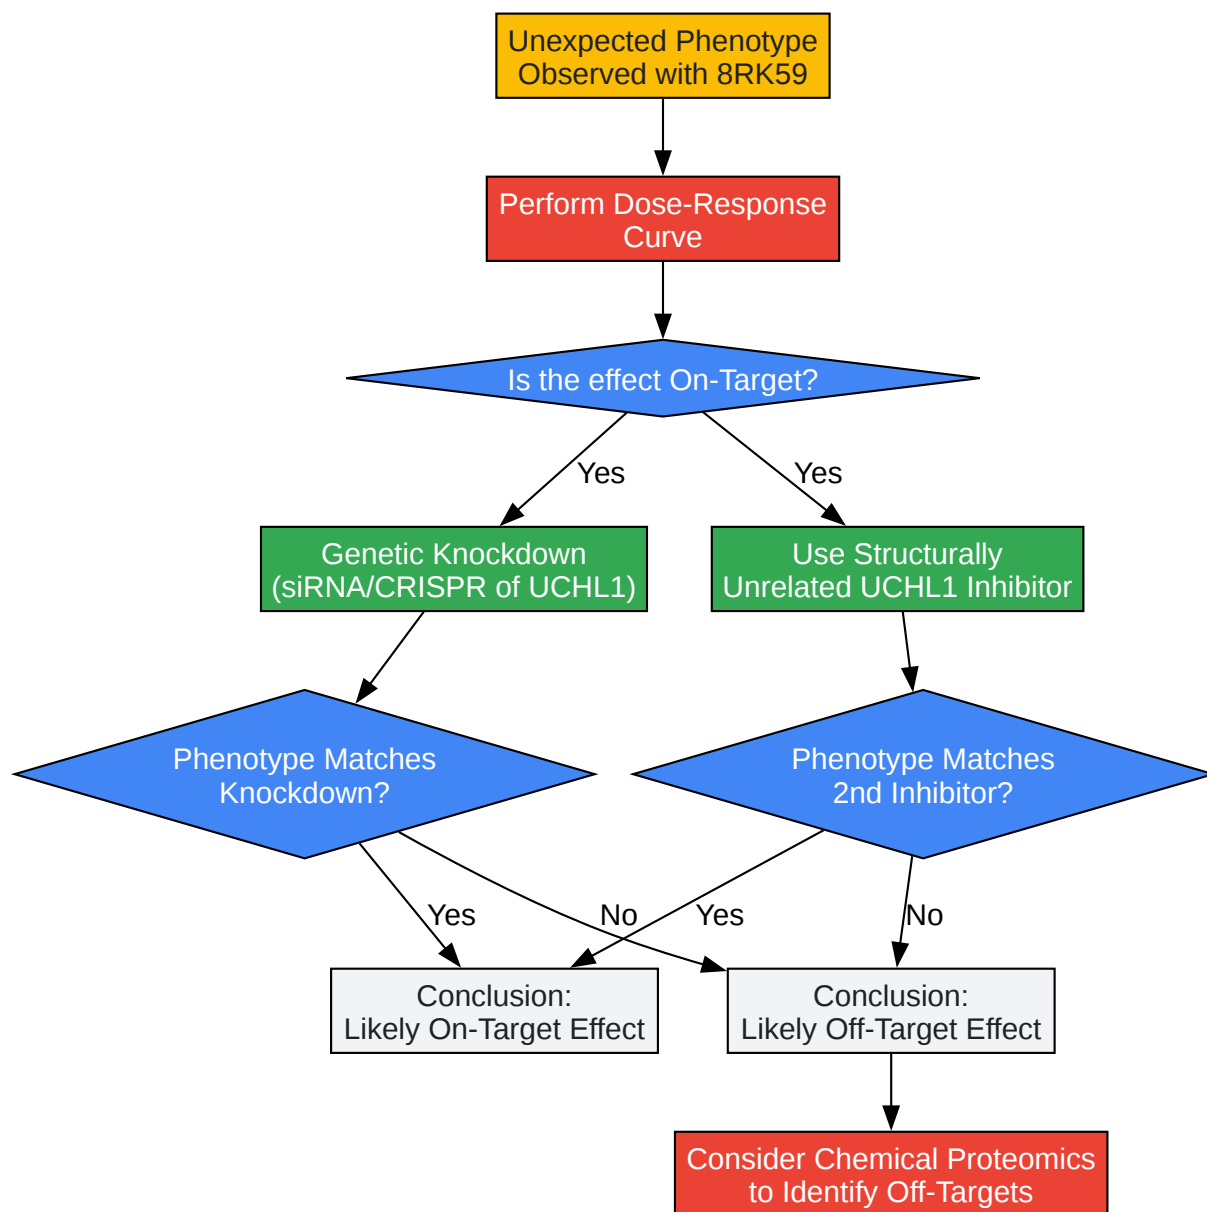 Unexpected Phenotype
Observed with 8RK59
Perform Dose-Response
Curve
Is the effect On-Target?
Yes
Yes
Genetic Knockdown
(siRNA/CRISPR of UCHL1)
Use Structurally
Unrelated UCHL1 Inhibitor
Phenotype Matches
Knockdown?
Phenotype Matches
2nd Inhibitor?
Yes
No
Yes
No
Conclusion:
Likely On-Target Effect
Conclusion:
Likely Off-Target Effect
Consider Chemical Proteomics
to Identify Off-Targets